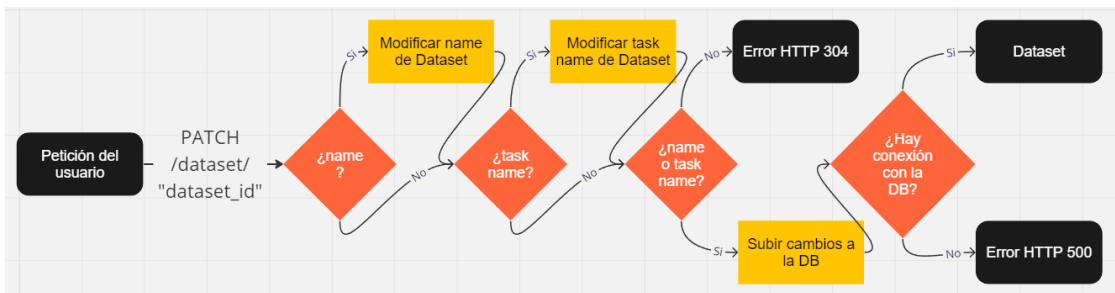 Petición del
usuario
PATCH
/dataset/
"dataset_id"
¿name
?
Si
Modificar name
de Dataset
No
¿task
name?
Si
Modificar task
name de Dataset
No
¿name
o task
name?
No
Error HTTP 304
Si
Subir cambios a
la DB
¿Hay
conexión
con la
DB?
Si
Dataset
No
Error HTTP 500